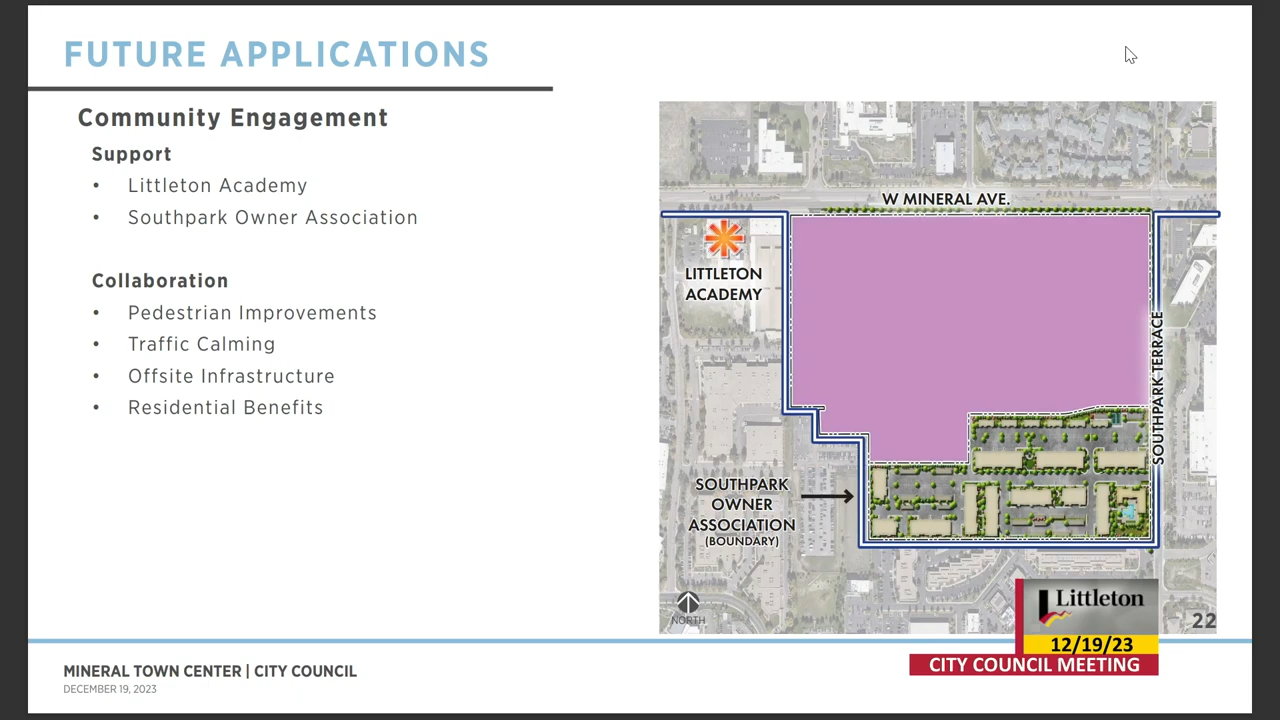 FUTURE APPLICATIONS
Community Engagement
Support
• Littleton Academy
• Southpark Owner Association
Collaboration
• Pedestrian Improvements
• Traffic Calming
• Offsite Infrastructure
• Residential Benefits
W MINERAL AVE.
LITTLETON
ACADEMY
SOUTHPARK TERRACE
SOUTHPARK
OWNER
ASSOCIATION
(BOUNDARY)
NORTH
22
Littleton
12/19/23
CITY COUNCIL MEETING
MINERAL TOWN CENTER | CITY COUNCIL
DECEMBER 19, 2023